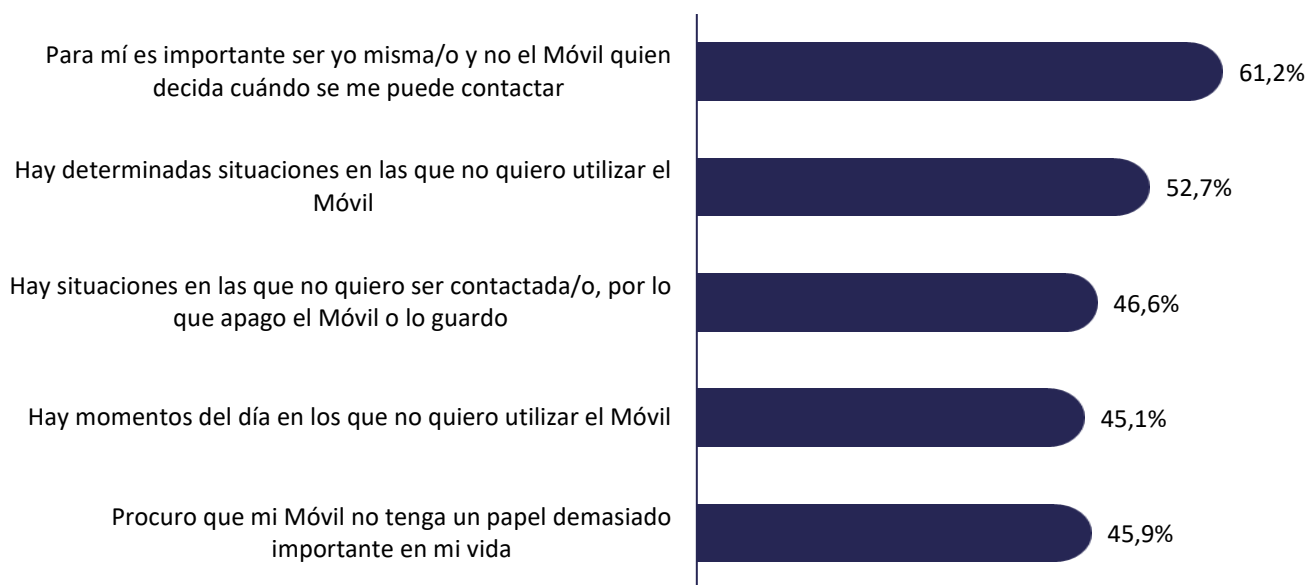 Para mí es importante ser yo misma/o y no el Móvil quien
decida cuándo se me puede contactar
61,2%
Hay determinadas situaciones en las que no quiero utilizar el
Móvil
52,7%
Hay situaciones en las que no quiero ser contactada/o, por lo
que apago el Móvil o lo guardo
46,6%
Hay momentos del día en los que no quiero utilizar el Móvil
45,1%
Procuro que mi Móvil no tenga un papel demasiado
importante en mi vida
45,9%